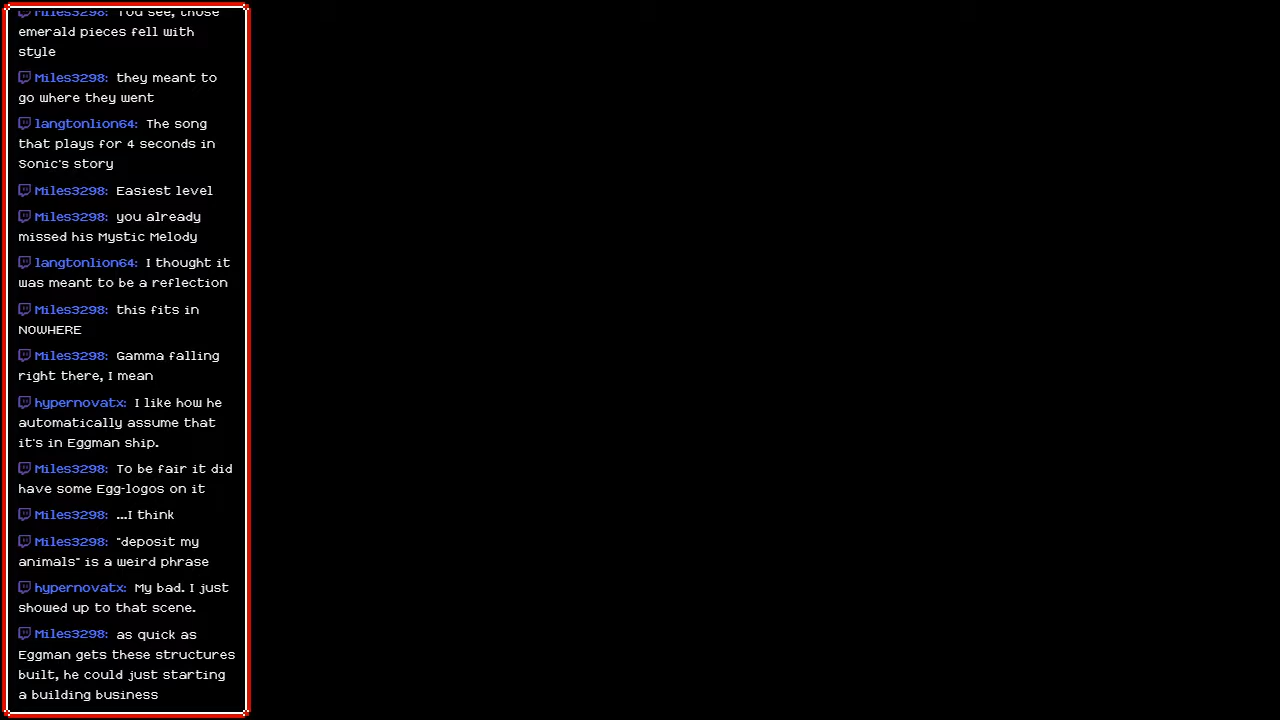 Miles3298: You see, those
emerald pieces fell with
style
Miles3298: they meant to
go where they went
langtonlion64: The song
that plays for 4 seconds in
Sonic's story
Miles3298: Easiest level
Miles3298: you already
missed his Mystic Melody
langtonlion64: I thought it
was meant to be a reflection
Miles3298: this fits in
NOWHERE
Miles3298: Gamma falling
right there, I mean
hypernovatx: I like how he
automatically assume that
it's in Eggman ship.
Miles3298: To be fair it did
have some Egg-logos on it
Miles3298: ...I think
Miles3298: "deposit my
animals" is a weird phrase
hypernovatx: My bad. I just
showed up to that scene.
Miles3298: as quick as
Eggman gets these structures
built, he could just starting
a building business